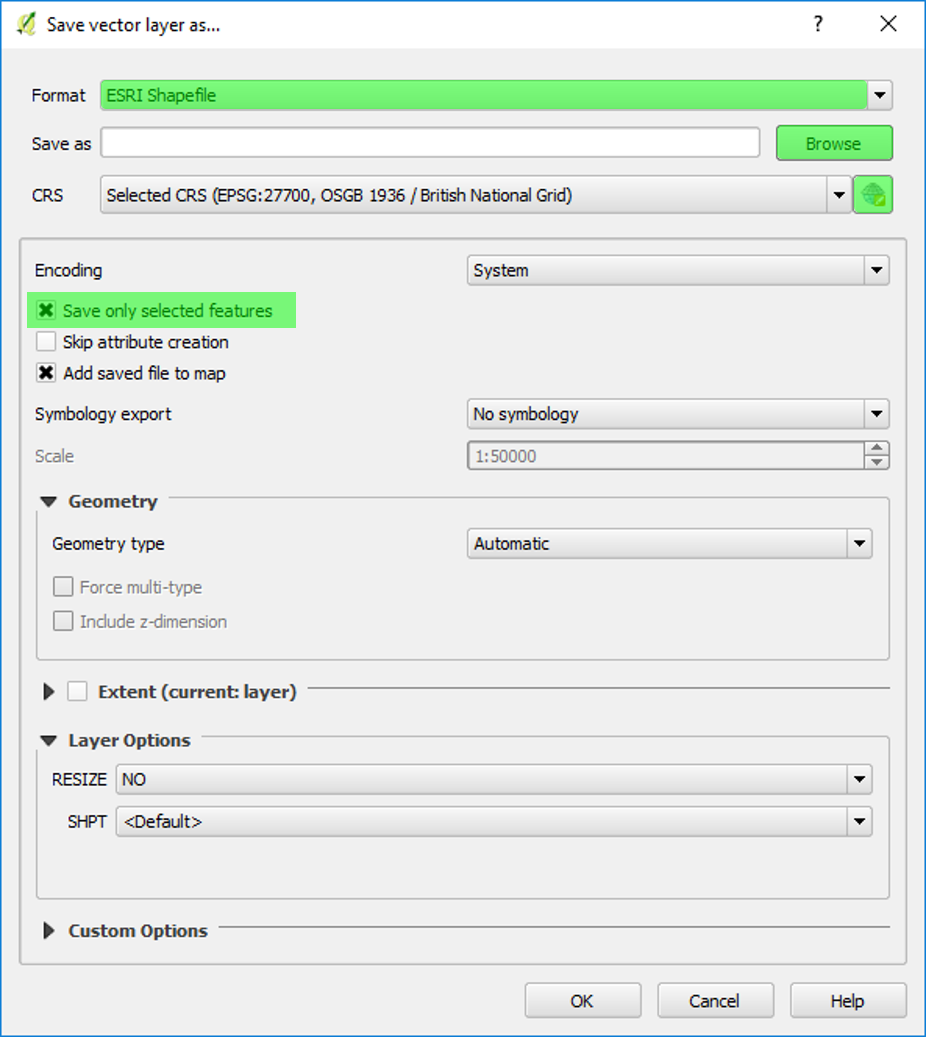 Save vector layer as...
?
Format ESRI Shapefile
Save as Browse
CRS Selected CRS (EPSG:27700, OSGB 1936 / British National Grid)
Encoding System
Save only selected features
Skip attribute creation
Add saved file to map
Symbology export No symbology
Scale 1:50000
Geometry
Geometry type Automatic
Force multi-type
Include z-dimension
Extent (current: layer)
Layer Options
RESIZE NO
SHPT <Default>
Custom Options
OK Cancel Help